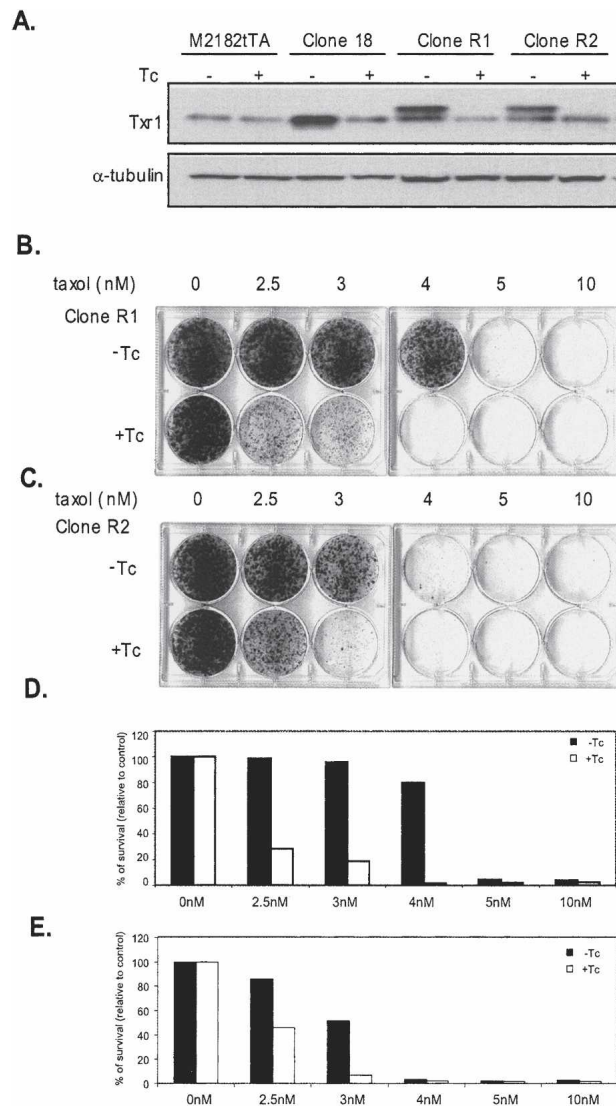 A.
M2182tTA Clone 18 Clone R1 Clone R2
Tc - + - + - + - +
Txr1
α-tubulin
B.
taxol (nM) 0 2.5 3 4 5 10
Clone R1
-Tc
+Tc
C.
taxol (nM) 0 2.5 3 4 5 10
Clone R2
-Tc
+Tc
D.
% of survival (relative to control)
120
100
80
60
40
20
0
-Tc
+Tc
0nM 2.5nM 3nM 4nM 5nM 10nM
E.
% of survival (relative to control)
120
100
80
60
40
20
0
-Tc
+Tc
0nM 2.5nM 3nM 4nM 5nM 10nM